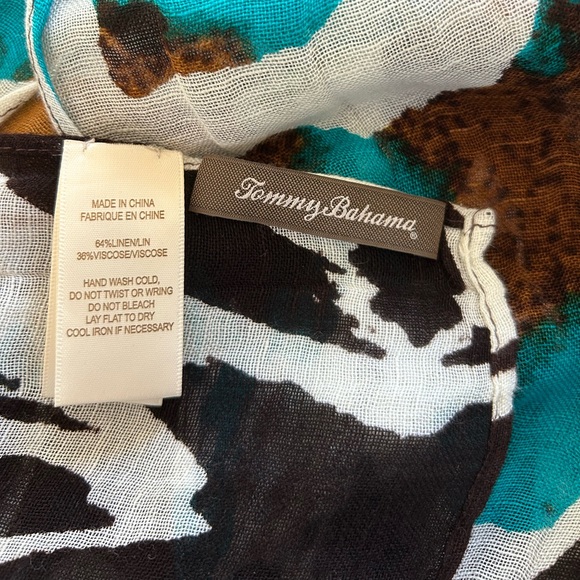 MADE IN CHINA
FABRIQUE EN CHINE
64%LINEN/LIN
36%VISCOSE/VISCOSE
HAND WASH COLD,
DO NOT TWIST OR WRING
DO NOT BLEACH
LAY FLAT TO DRY
COOL IRON IF NECESSARY
Tommy Bahama®